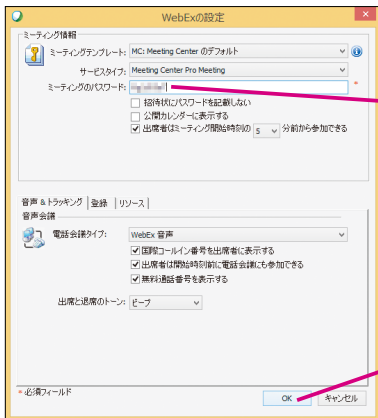 WebExの設定
ミーティング情報
ミーティングテンプレート: MC: Meeting Center のデフォルト
サービスタイプ: Meeting Center Pro Meeting
ミーティングのパスワード: *
招待状にパスワードを記載しない
公開カレンダーに表示する
出席者はミーティング開始時刻の 5 分前から参加できる
音声 & トラッキング 登録 リソース
音声会議
電話会議タイプ: WebEx 音声
国際コールイン番号を出席者に表示する
出席者は開始時刻前に電話会議にも参加できる
無料通話番号を表示する
出席と退席のトーン: ビープ
* 必須フィールド
OK キャンセル